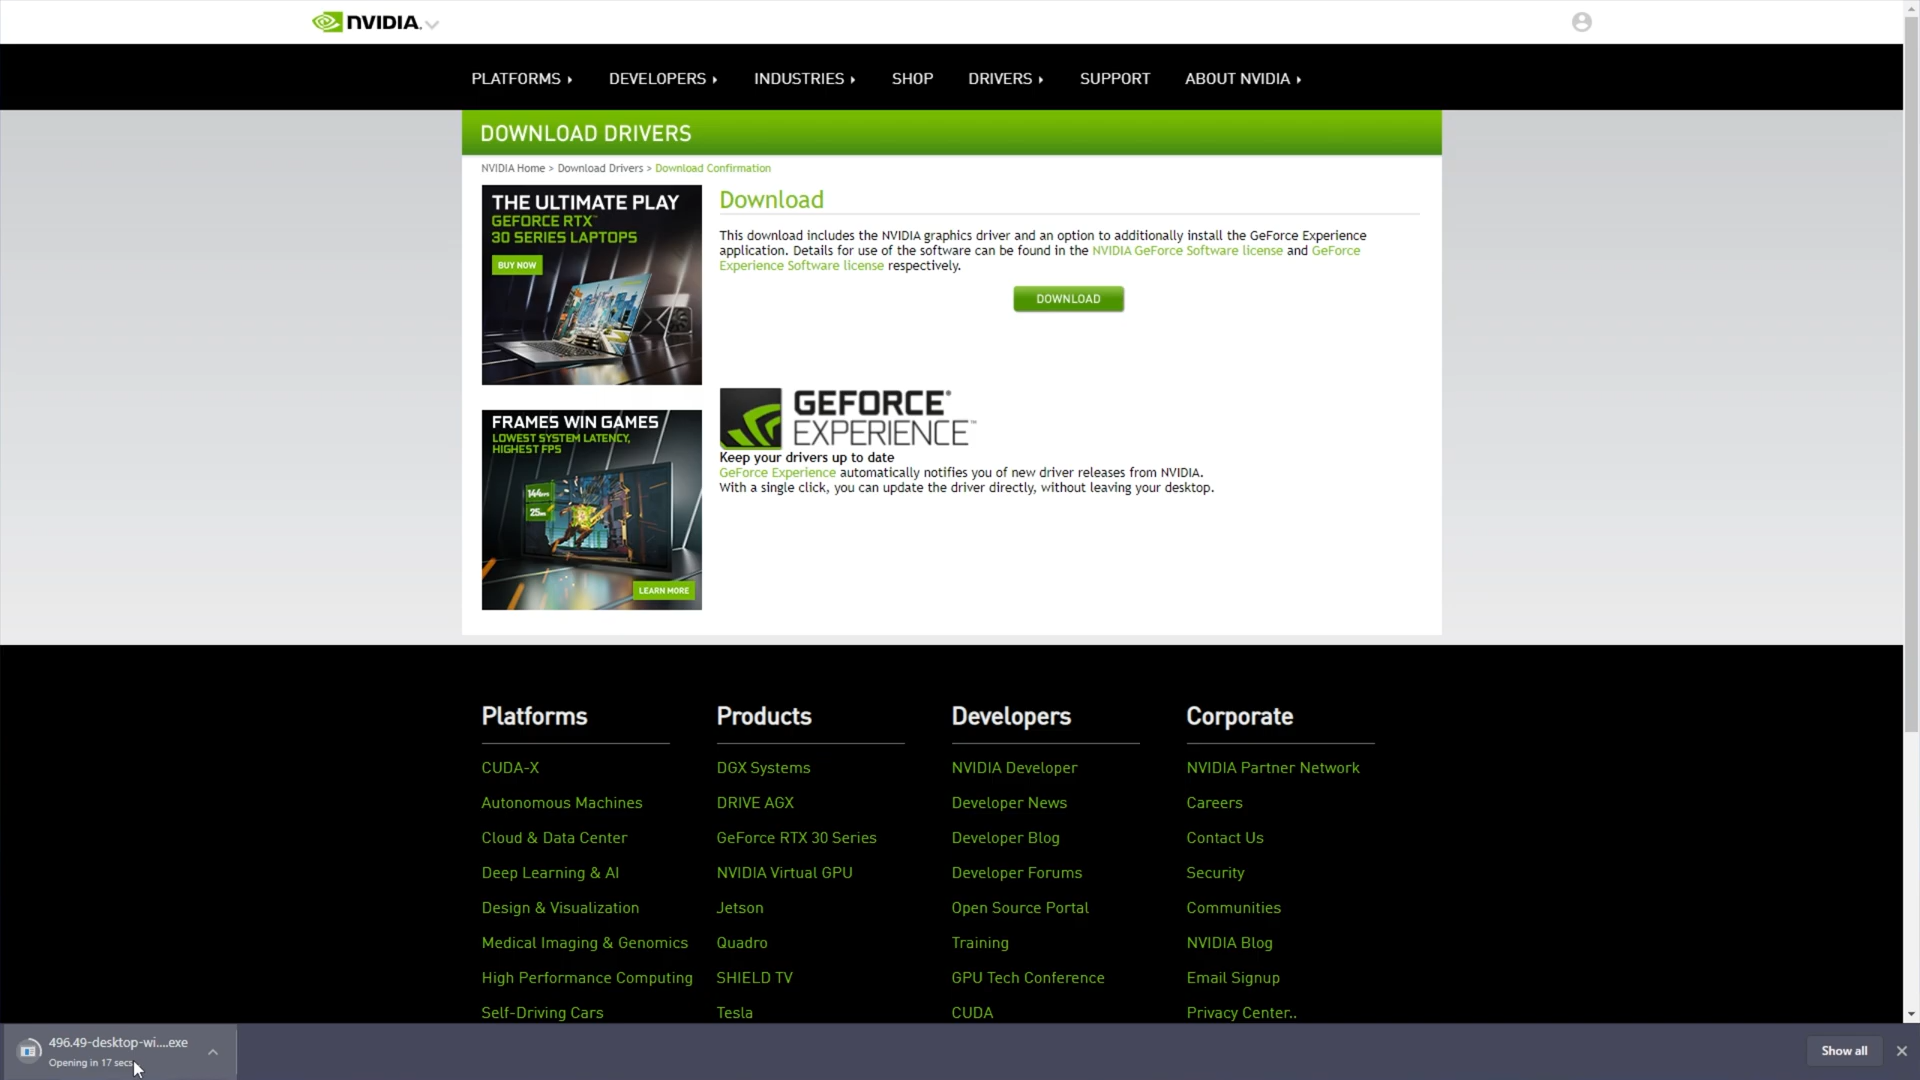 NVIDIA.
PLATFORMS DEVELOPERS INDUSTRIES SHOP DRIVERS SUPPORT ABOUT NVIDIA
DOWNLOAD DRIVERS
NVIDIA Home > Download Drivers > Download Confirmation
THE ULTIMATE PLAY
GEFORCE RTX™
30 SERIES LAPTOPS
BUY NOW
Download
This download includes the NVIDIA graphics driver and an option to additionally install the GeForce Experience
application. Details for use of the software can be found in the NVIDIA GeForce Software license and GeForce
Experience Software license respectively.
DOWNLOAD
FRAMES WIN GAMES
LOWEST SYSTEM LATENCY,
HIGHEST FPS
LEARN MORE
GEFORCE®
EXPERIENCE™
Keep your drivers up to date
GeForce Experience automatically notifies you of new driver releases from NVIDIA.
With a single click, you can update the driver directly, without leaving your desktop.
Platforms
CUDA-X
Autonomous Machines
Cloud & Data Center
Deep Learning & AI
Design & Visualization
Medical Imaging & Genomics
High Performance Computing
Self-Driving Cars
Products
DGX Systems
DRIVE AGX
GeForce RTX 30 Series
NVIDIA Virtual GPU
Jetson
Quadro
SHIELD TV
Tesla
Developers
NVIDIA Developer
Developer News
Developer Blog
Developer Forums
Open Source Portal
Training
GPU Tech Conference
CUDA
Corporate
NVIDIA Partner Network
Careers
Contact Us
Security
Communities
NVIDIA Blog
Email Signup
Privacy Center..
496.49-desktop-wi....exe
Opening in 17 secs
Show all